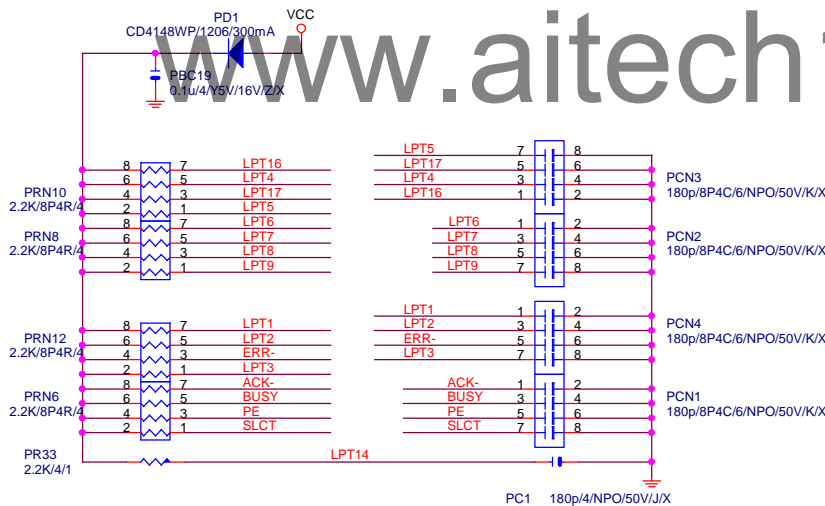 PD1
VCC
CD4148WP/1206/300mA
www.aitech1
PBC19
0.1u/4/Y5V/16V/Z/X
8 7 LPT16
6 5 LPT4
4 3 LPT17
2 1 LPT5
PRN10
2.2K/8P4R/4
8 7 LPT6
6 5 LPT7
4 3 LPT8
2 1 LPT9
PRN8
2.2K/8P4R/4
LPT5 7 8
LPT17 5 6
LPT4 3 4
LPT16 1 2
PCN3
180p/8P4C/6/NPO/50V/K/X
LPT6 1 2
LPT7 3 4
LPT8 5 6
LPT9 7 8
PCN2
180p/8P4C/6/NPO/50V/K/X
8 7 LPT1
6 5 LPT2
4 3 ERR-
2 1 LPT3
PRN12
2.2K/8P4R/4
8 7 ACK-
6 5 BUSY
4 3 PE
2 1 SLCT
PRN6
2.2K/8P4R/4
LPT1 1 2
LPT2 3 4
ERR- 5 6
LPT3 7 8
PCN4
180p/8P4C/6/NPO/50V/K/X
ACK- 1 2
BUSY 3 4
PE 5 6
SLCT 7 8
PCN1
180p/8P4C/6/NPO/50V/K/X
PR33
2.2K/4/1
LPT14
PC1 180p/4/NPO/50V/J/X